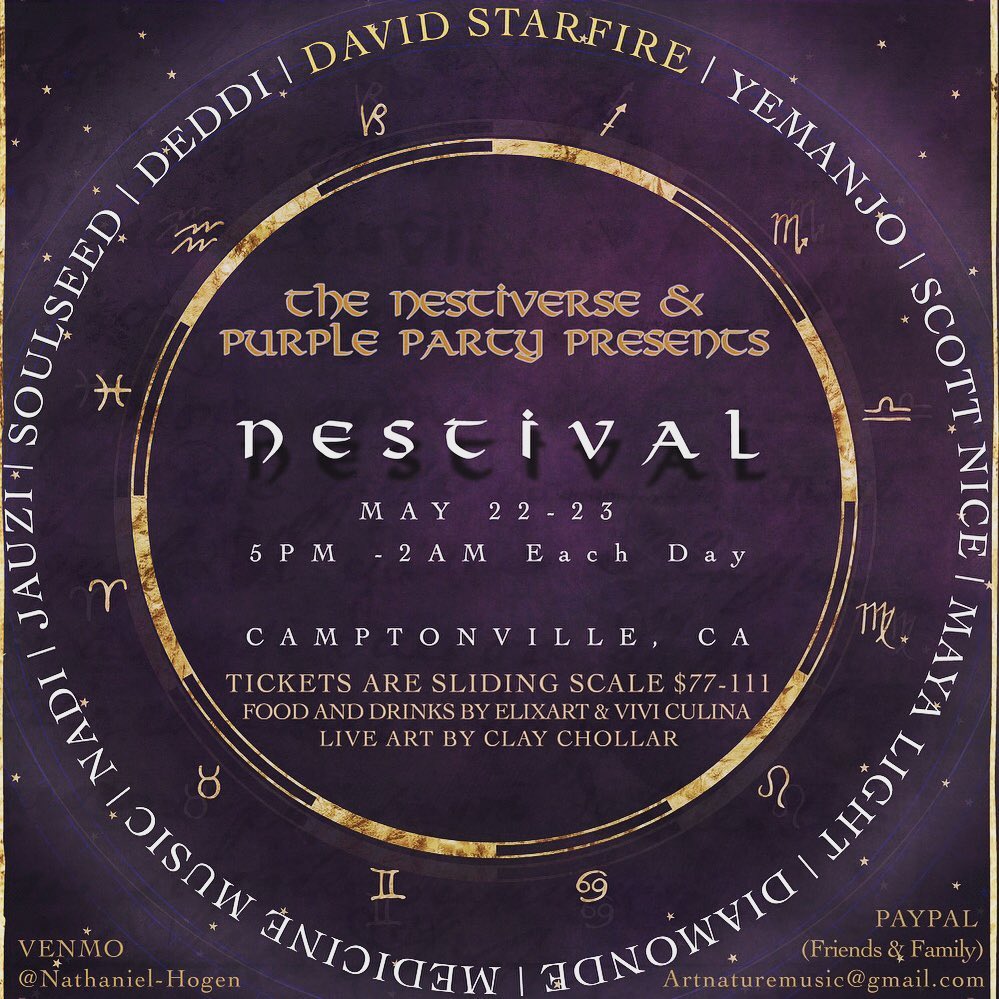 DAVID STARFIRE | YEMANJO | SCOTT NICE | MAYA LIGHT | DIAMONDE | MEDICINE MUSIC | NADI | JAUZI | SOULSEED | DEDDI |
the nestiverse &
purple party presents
nestival
MAY 22-23
5PM -2AM Each Day
CAMPTONVILLE, CA
TICKETS ARE SLIDING SCALE $77-111
FOOD AND DRINKS BY ELIXART & VIVI CULINA
LIVE ART BY CLAY CHOLLAR
VENMO
@Nathaniel-Hogen
PAYPAL
(Friends & Family)
Artnaturemusic@gmail.com